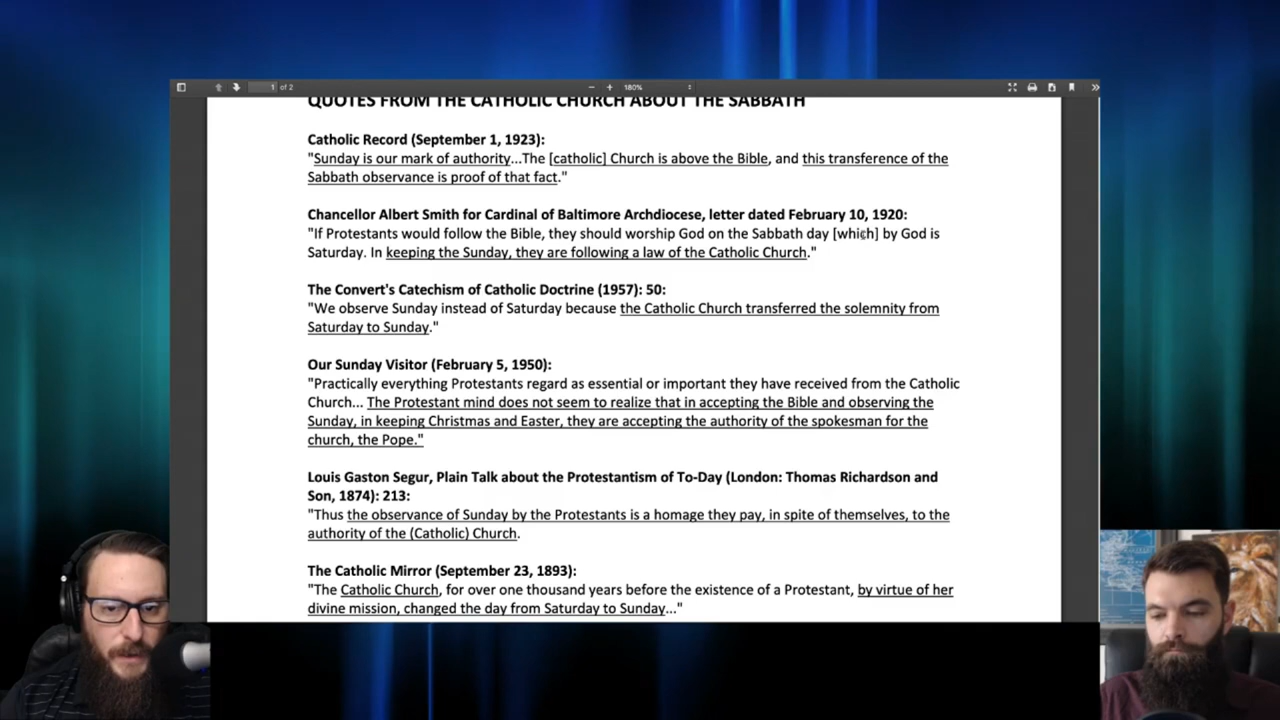 1 of 2 180%
QUOTES FROM THE CATHOLIC CHURCH ABOUT THE SABBATH
Catholic Record (September 1, 1923):
"Sunday is our mark of authority...The [catholic] Church is above the Bible, and this transference of the
Sabbath observance is proof of that fact."
Chancellor Albert Smith for Cardinal of Baltimore Archdiocese, letter dated February 10, 1920:
"If Protestants would follow the Bible, they should worship God on the Sabbath day [which] by God is
Saturday. In keeping the Sunday, they are following a law of the Catholic Church."
The Convert's Catechism of Catholic Doctrine (1957): 50:
"We observe Sunday instead of Saturday because the Catholic Church transferred the solemnity from
Saturday to Sunday."
Our Sunday Visitor (February 5, 1950):
"Practically everything Protestants regard as essential or important they have received from the Catholic
Church... The Protestant mind does not seem to realize that in accepting the Bible and observing the
Sunday, in keeping Christmas and Easter, they are accepting the authority of the spokesman for the
church, the Pope."
Louis Gaston Segur, Plain Talk about the Protestantism of To-Day (London: Thomas Richardson and
Son, 1874): 213:
"Thus the observance of Sunday by the Protestants is a homage they pay, in spite of themselves, to the
authority of the (Catholic) Church.
The Catholic Mirror (September 23, 1893):
"The Catholic Church, for over one thousand years before the existence of a Protestant, by virtue of her
divine mission, changed the day from Saturday to Sunday..."